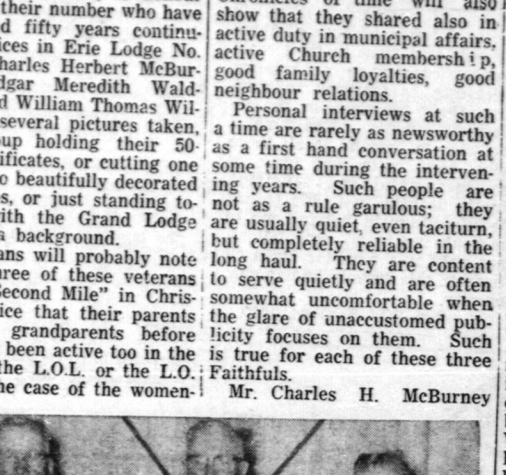 their number who have
d fifty years continu-
ices in Erie Lodge No.
harles Herbert McBur-
dgar Meredith Wald-
d William Thomas Wil-
several pictures taken,
oup holding their 50-
ificates, or cutting one
beautifully decorated
s, or just standing to-
ith the Grand Lodge
a background.
ans will probably note
hree of these veterans
Second Mile" in Chris-
ice that their parents
grandparents before
been active too in the
the L.O.L. or the L.O.
he case of the women-
of time will also
show that they shared also in
active duty in municipal affairs,
active Church membership,
good family loyalties, good
neighbour relations.
Personal interviews at such
a time are rarely as newsworthy
as a first hand conversation at
some time during the interven-
ing years. Such people are
not as a rule garulous; they
are usually quiet, even taciturn,
but completely reliable in the
long haul. They are content
to serve quietly and are often
somewhat uncomfortable when
the glare of unaccustomed pub-
licity focuses on them. Such
is true for each of these three
Faithfuls.
Mr. Charles H. McBurney